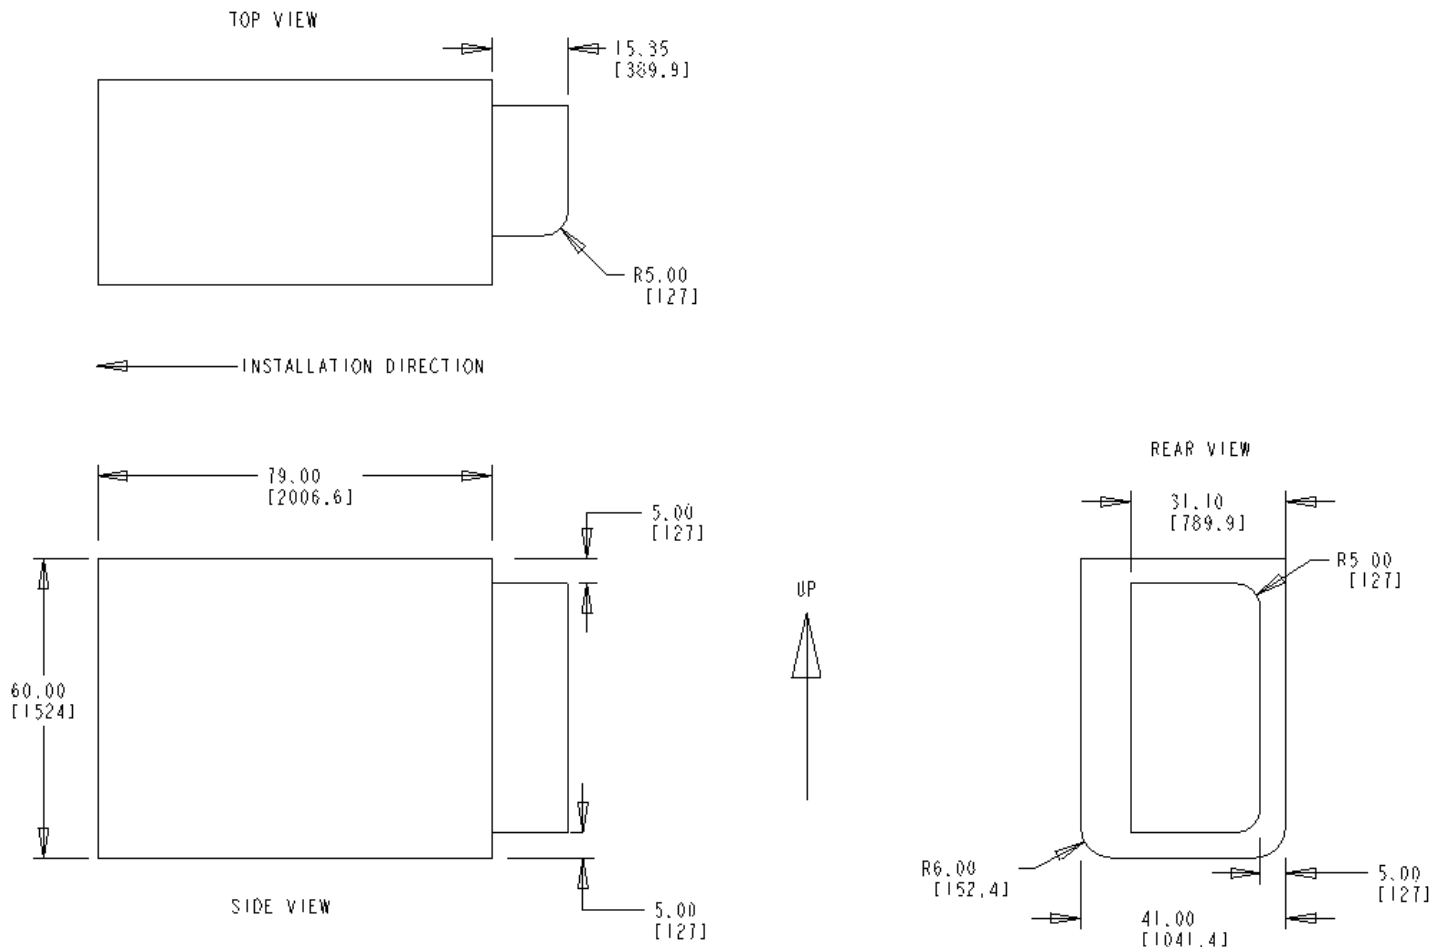 TOP VIEW
15.35
[389.9]
R5.00
[127]
INSTALLATION DIRECTION
79.00
[2006.6]
5.00
[127]
60.00
[1524]
5.00
[127]
SIDE VIEW
UP
REAR VIEW
31.10
[789.9]
R5.00
[127]
R6.00
[152.4]
5.00
[127]
41.00
[1041.4]